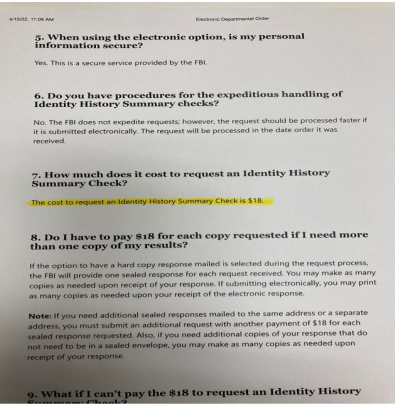 4/15/22, 11:06 AM
Electronic Departmental Order
5. When using the electronic option, is my personal
information secure?
Yes. This is a secure service provided by the FBI.
6. Do you have procedures for the expeditious handling of
Identity History Summary checks?
No. The FBI does not expedite requests; however, the request should be processed faster if
it is submitted electronically. The request will be processed in the date order it was
received.
7. How much does it cost to request an Identity History
Summary Check?
The cost to request an Identity History Summary Check is $18.
8. Do I have to pay $18 for each copy requested if I need more
than one copy of my results?
If the option to have a hard copy response mailed is selected during the request process,
the FBI will provide one sealed response for each request received. You may make as many
copies as needed upon receipt of your response. If submitting electronically, you may print
as many copies as needed upon your receipt of the electronic response.
Note: If you need additional sealed responses mailed to the same address or a separate
address, you must submit an additional request with another payment of $18 for each
sealed response requested. Also, if you need additional copies of your response that do
not need to be in a sealed envelope, you may make as many copies as needed upon
receipt of your response.
9. What if I can't pay the $18 to request an Identity History
Summary Check?